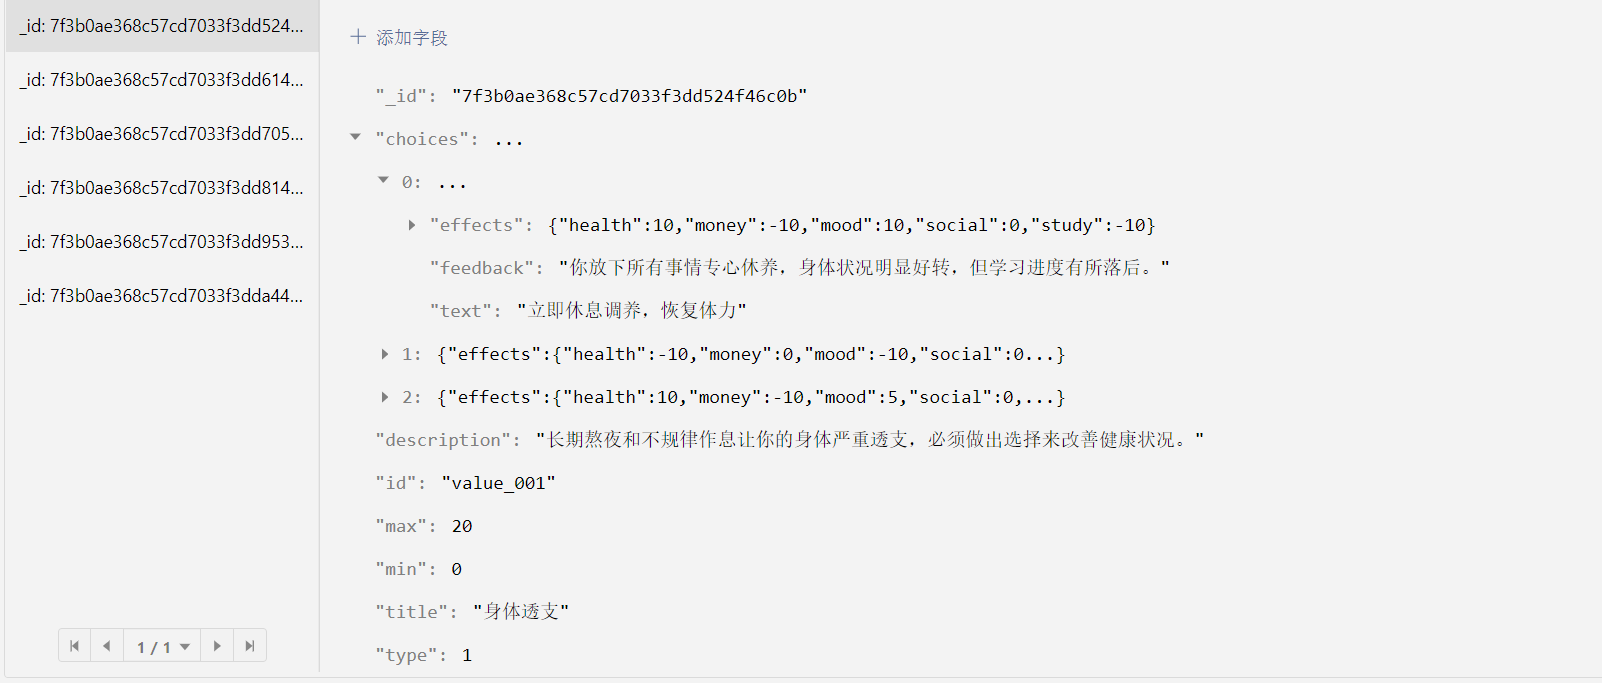 _id: 7f3b0ae368c57cd7033f3dd524...
_id: 7f3b0ae368c57cd7033f3dd614...
_id: 7f3b0ae368c57cd7033f3dd705...
_id: 7f3b0ae368c57cd7033f3dd814...
_id: 7f3b0ae368c57cd7033f3dd953...
_id: 7f3b0ae368c57cd7033f3dda44...
1 / 1
添加字段
"_id": "7f3b0ae368c57cd7033f3dd524f46c0b"
"choices": ...
0: ...
"effects": {"health":10,"money":-10,"mood":10,"social":0,"study":-10}
"feedback": "你放下所有事情专心休养，身体状况明显好转，但学习进度有所落后。"
"text": "立即休息调养，恢复体力"
1: {"effects":{"health":-10,"money":0,"mood":-10,"social":0...}
2: {"effects":{"health":10,"money":-10,"mood":5,"social":0,...}
"description": "长期熬夜和不规律作息让你的身体严重透支，必须做出选择来改善健康状况。"
"id": "value_001"
"max": 20
"min": 0
"title": "身体透支"
"type": 1